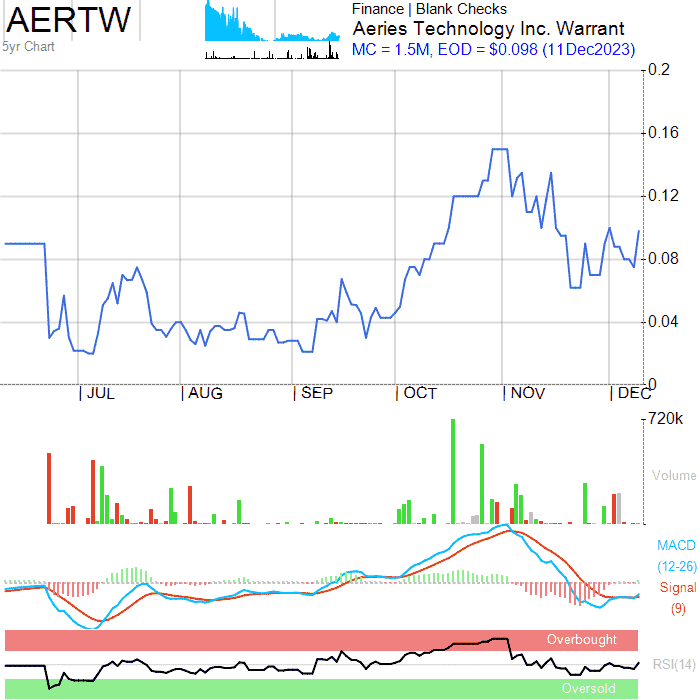 AERTW
5yr Chart
Finance | Blank Checks
Aeries Technology Inc. Warrant
MC = 1.5M, EOD = $0.098 (11Dec2023)
0.2
0.16
0.12
0.08
0.04
0
JUL AUG SEP OCT NOV DEC
720k
Volume
MACD
(12-26)
Signal
(9)
Overbought
RSI(14)
Oversold